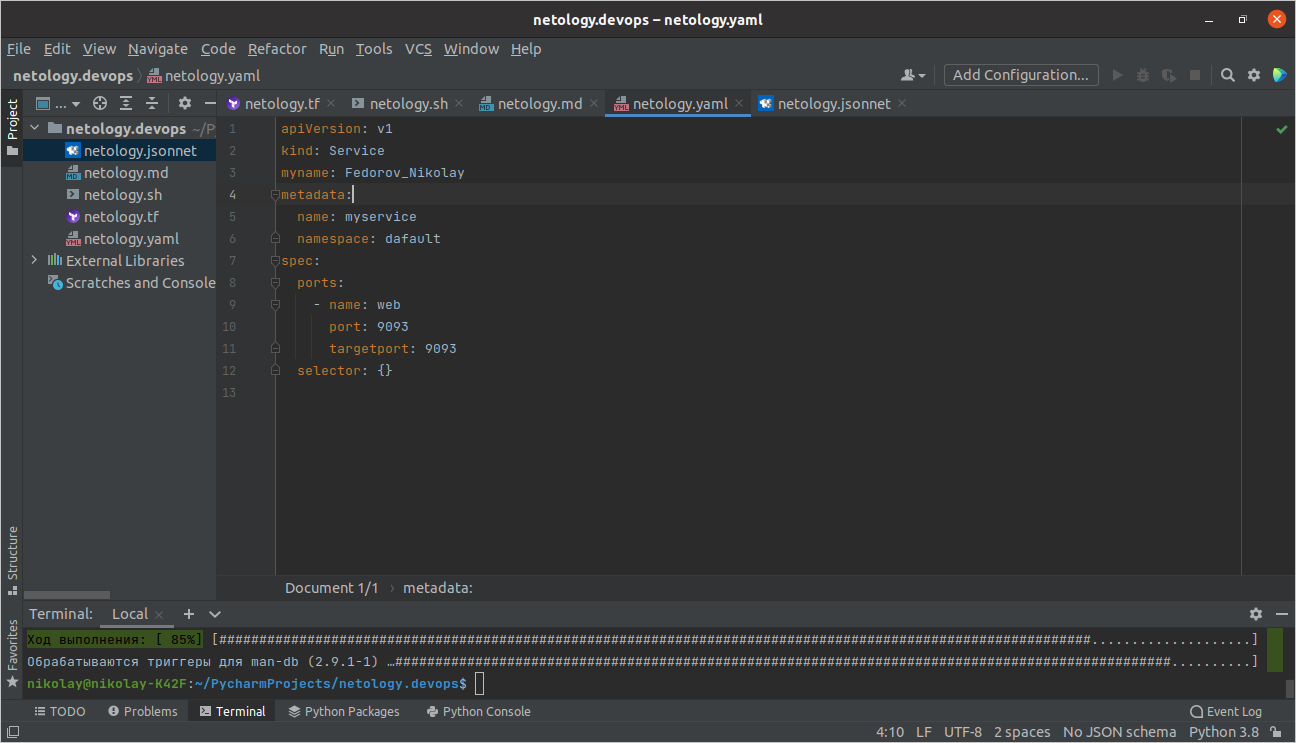 netology.devops – netology.yaml
File Edit View Navigate Code Refactor Run Tools VCS Window Help
netology.devops netology.yaml Add Configuration...
Project
... netology.tf netology.sh netology.md netology.yaml netology.jsonnet
netology.devops ~/P
netology.jsonnet
netology.md
netology.sh
netology.tf
netology.yaml
External Libraries
Scratches and Console
1 apiVersion: v1
2 kind: Service
3 myname: Fedorov_Nikolay
4 metadata:
5   name: myservice
6   namespace: dafault
7 spec:
8   ports:
9     - name: web
10       port: 9093
11       targetport: 9093
12   selector: {}
13
Document 1/1 › metadata:
Structure
Favorites
Terminal: Local
Ход выполнения: [ 85%] [#############################################################################################################....................]
Обрабатываются триггеры для man-db (2.9.1-1) …#################################################################################################..........]
nikolay@nikolay-K42F:~/PycharmProjects/netology.devops$
TODO Problems Terminal Python Packages Python Console Event Log
4:10 LF UTF-8 2 spaces No JSON schema Python 3.8